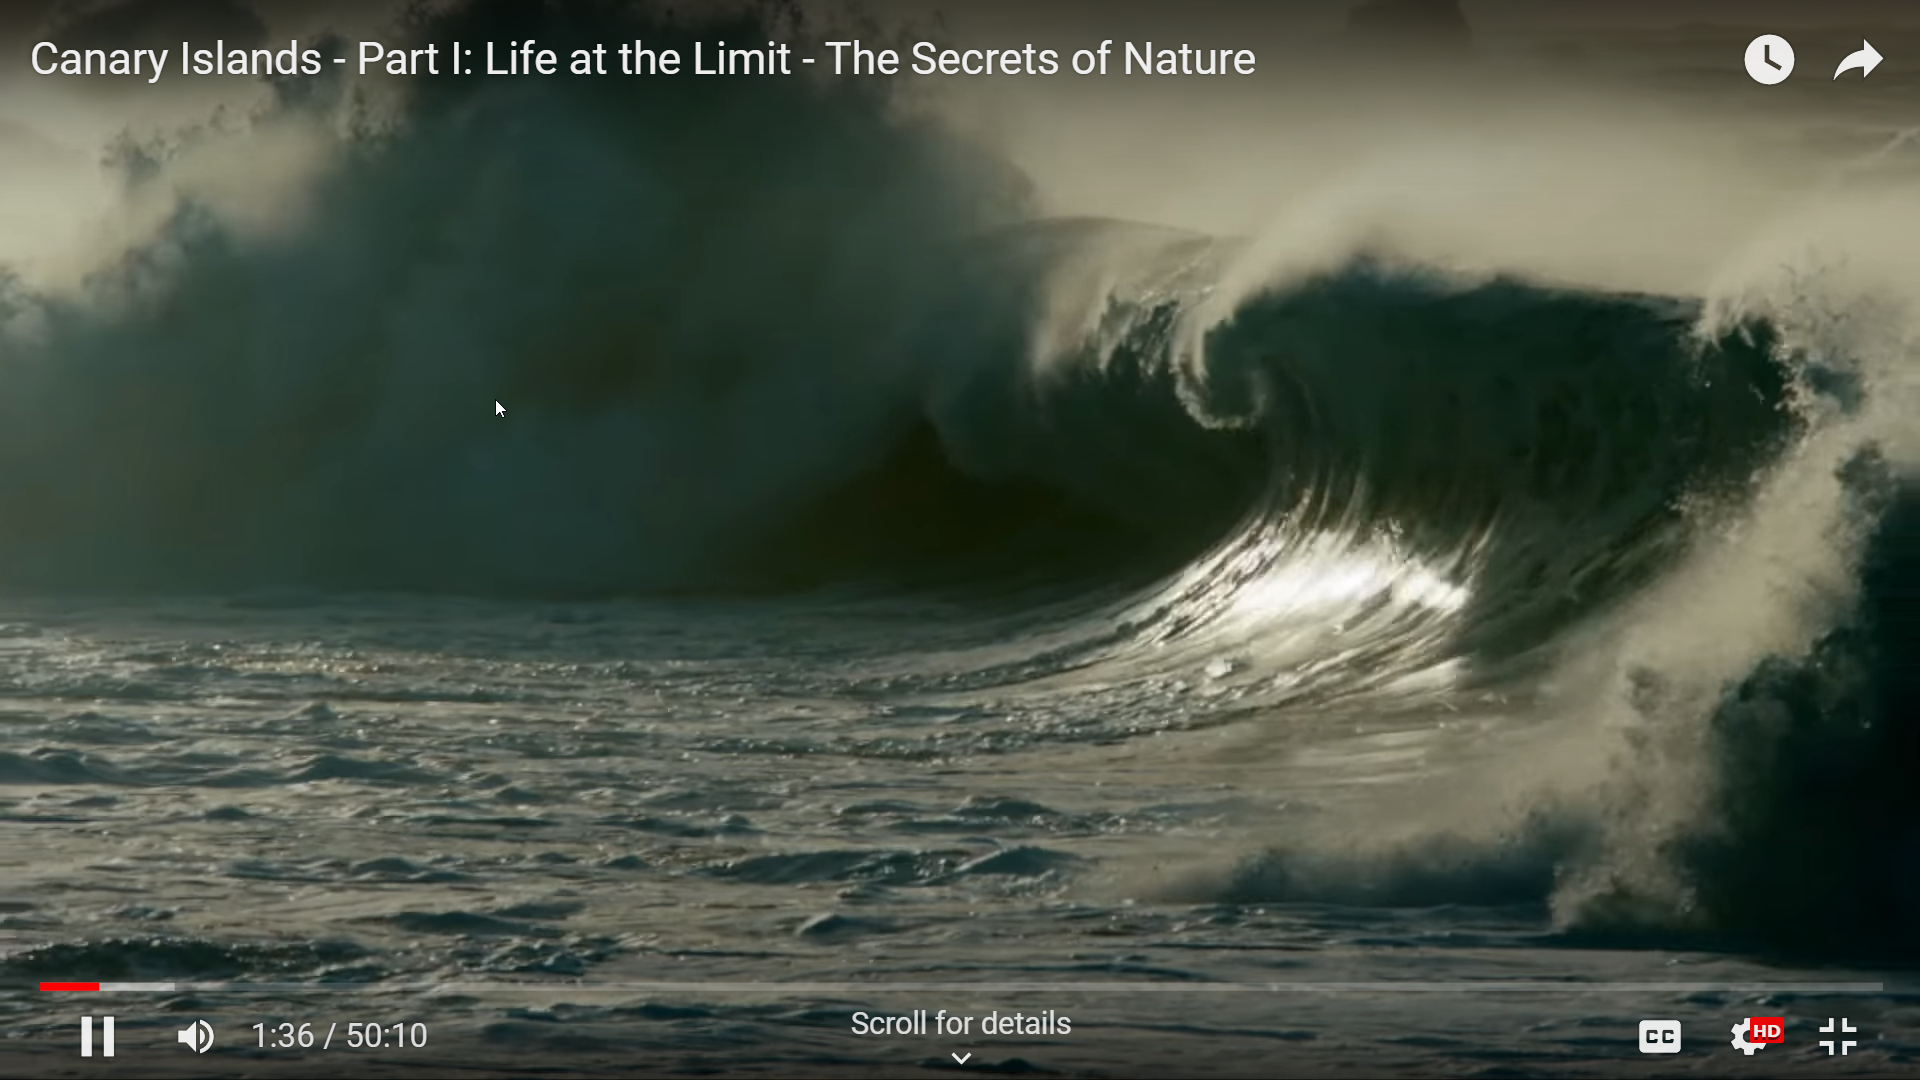 Canary Islands - Part I: Life at the Limit - The Secrets of Nature
1:36 / 50:10
Scroll for details
CC
HD